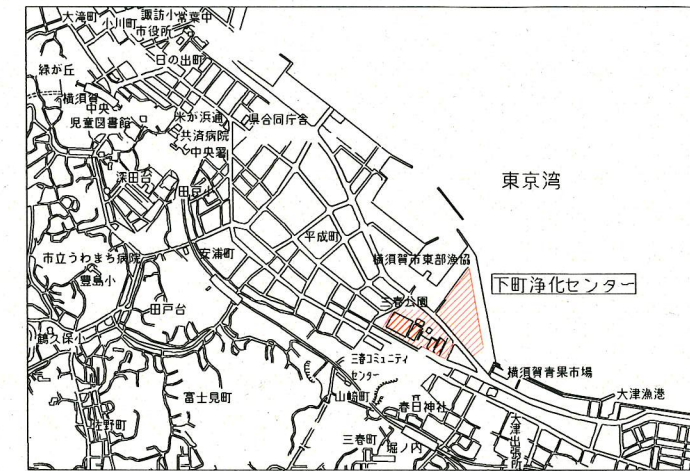 大滝町
小川町
諏訪小
常葉中
市役所
日の出町
緑が丘
横須賀
中央
児童図書館
米が浜通
県合同庁舎
共済病院
中央署
深田台
田戸小
東京湾
平成町
安浦町
市立うわまち病院
豊島小
横須賀市東部漁協
下町浄化センター
三春公園
田戸台
鶴久保小
三春コミュニティ
センター
横須賀青果市場
大津漁港
富士見町
山崎町
春日神社
佐野町
三春町
堀ノ内